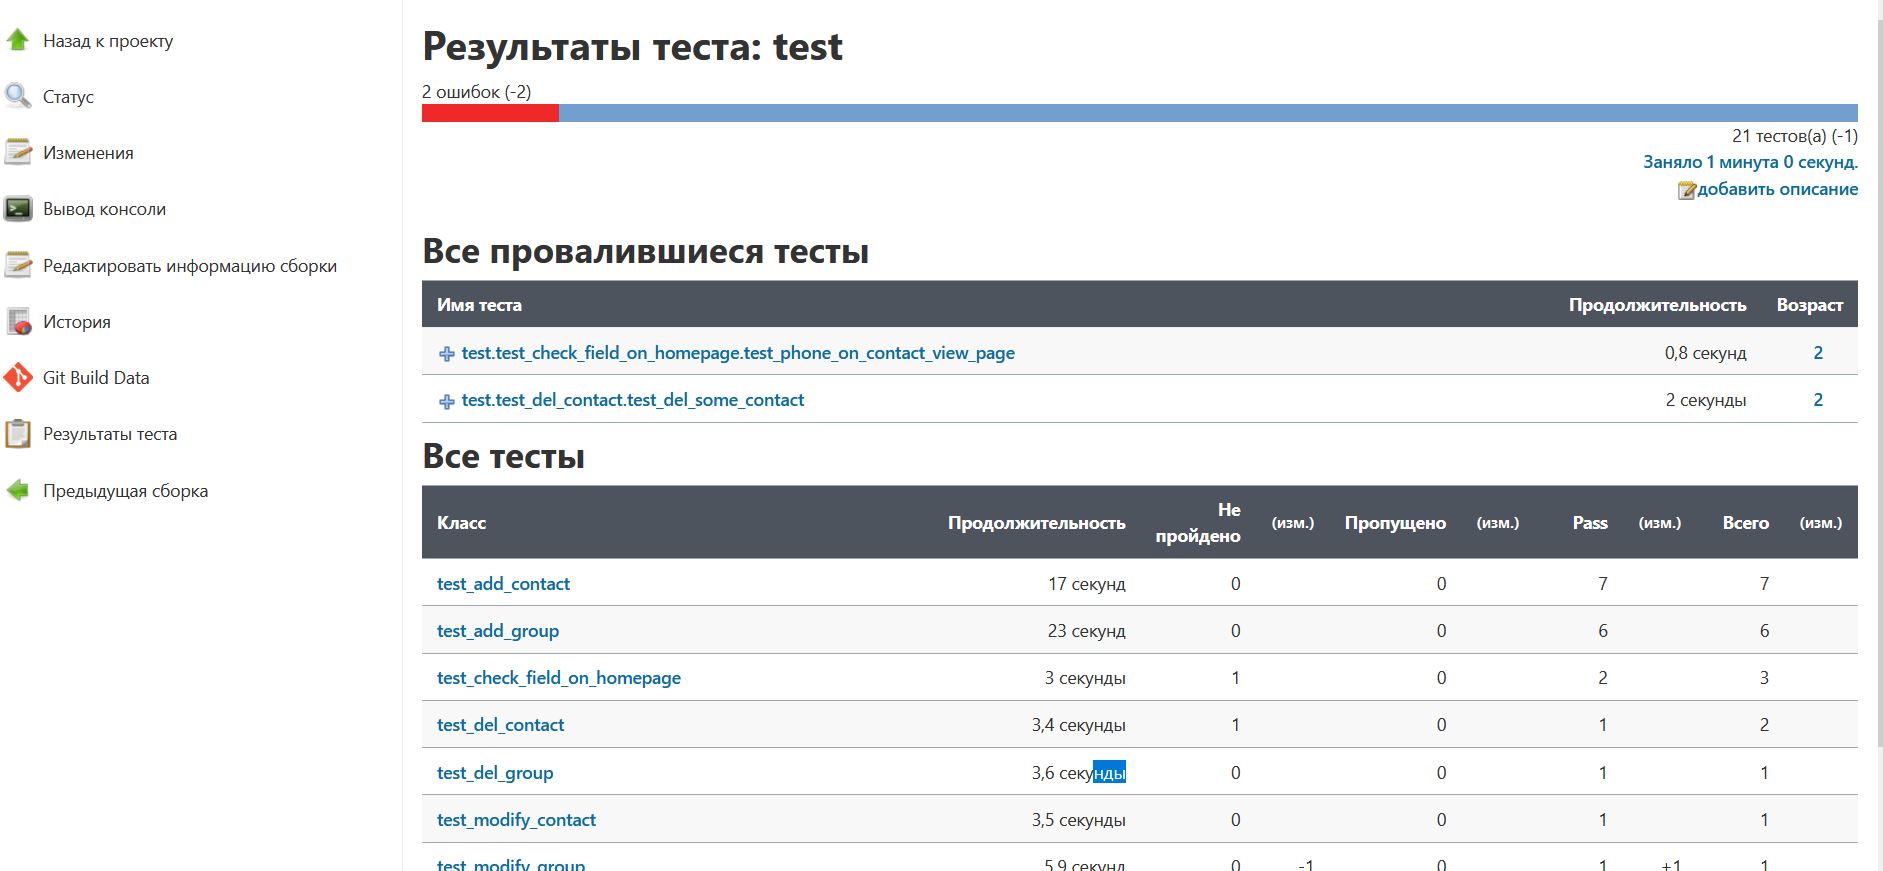 Назад к проекту
Статус
Изменения
Вывод консоли
Редактировать информацию сборки
История
Git Build Data
Результаты теста
Предыдущая сборка
Результаты теста: test
2 ошибок (-2)
21 тестов(а) (-1)
Заняло 1 минута 0 секунд.
добавить описание
Все провалившиеся тесты
Имя теста Продолжительность Возраст
test.test_check_field_on_homepage.test_phone_on_contact_view_page 0,8 секунд 2
test.test_del_contact.test_del_some_contact 2 секунды 2
Все тесты
Класс Продолжительность Не пройдено (изм.) Пропущено (изм.) Pass (изм.) Всего (изм.)
test_add_contact 17 секунд 0 0 7 7
test_add_group 23 секунд 0 0 6 6
test_check_field_on_homepage 3 секунды 1 0 2 3
test_del_contact 3,4 секунды 1 0 1 2
test_del_group 3,6 секунды 0 0 1 1
test_modify_contact 3,5 секунды 0 0 1 1
test_modify_group 5,9 секунд 0 -1 0 1 +1 1